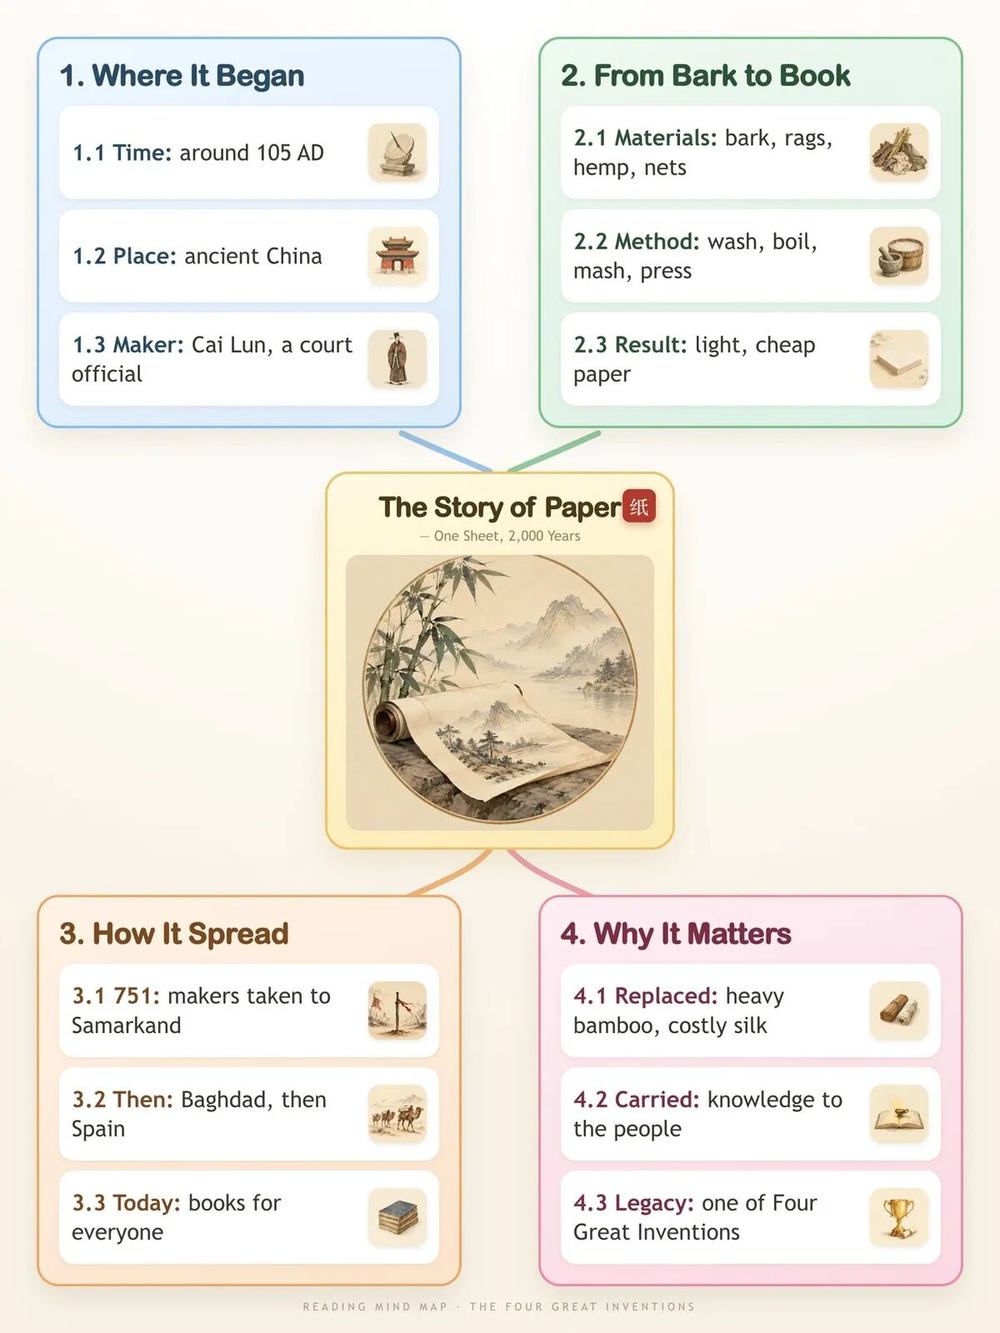 1. Where It Began
1.1 Time: around 105 AD
1.2 Place: ancient China
1.3 Maker: Cai Lun, a court
official
2. From Bark to Book
2.1 Materials: bark, rags,
hemp, nets
2.2 Method: wash, boil,
mash, press
2.3 Result: light, cheap
paper
The Story of Paper 纸
— One Sheet, 2,000 Years
3. How It Spread
3.1 751: makers taken to
Samarkand
3.2 Then: Baghdad, then
Spain
3.3 Today: books for
everyone
4. Why It Matters
4.1 Replaced: heavy
bamboo, costly silk
4.2 Carried: knowledge to
the people
4.3 Legacy: one of Four
Great Inventions
READING MIND MAP · THE FOUR GREAT INVENTIONS